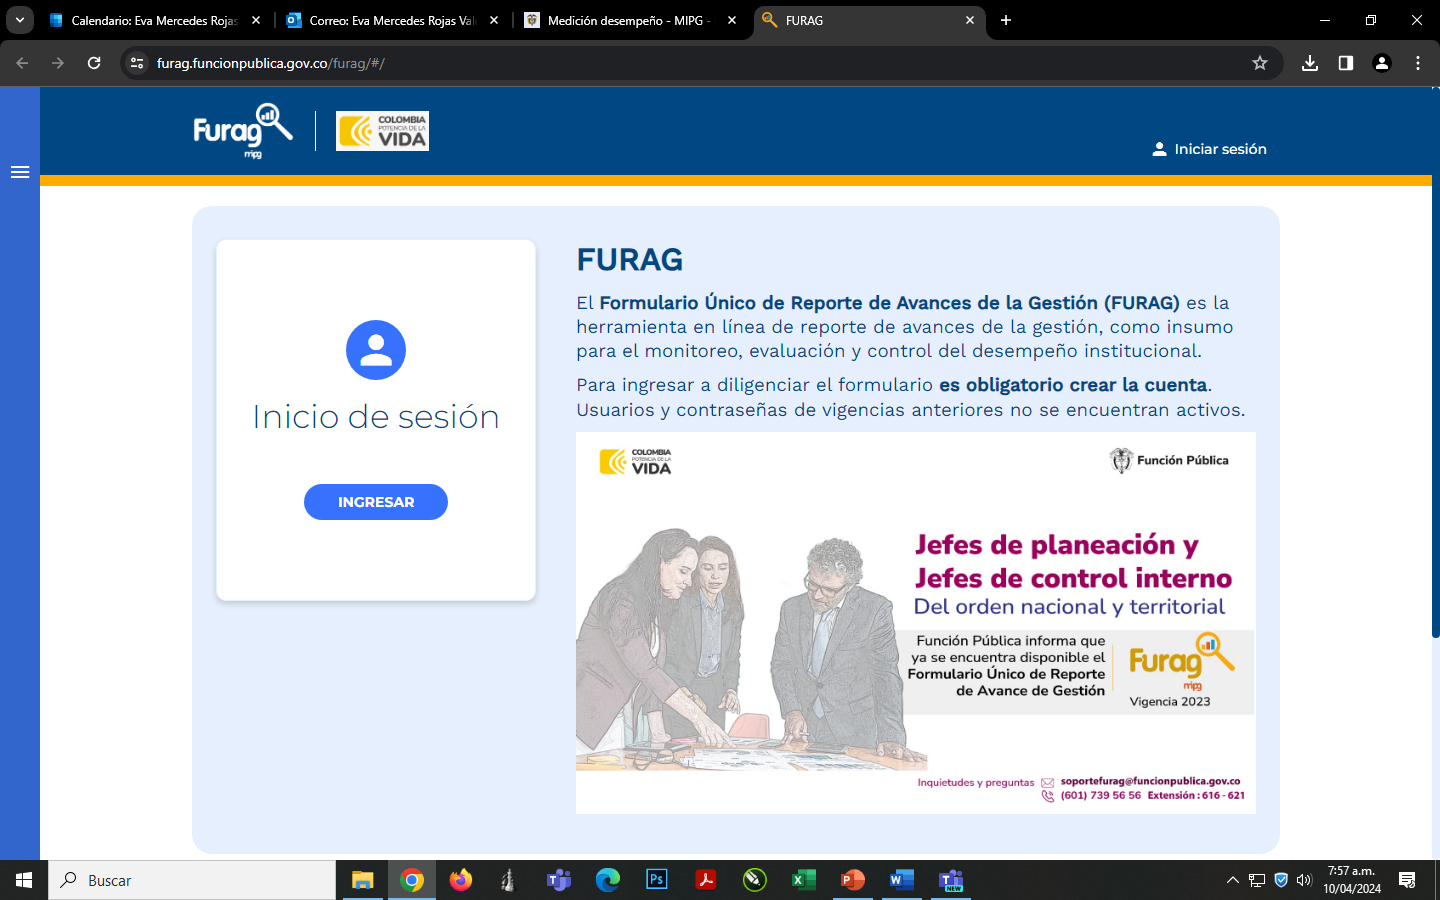 Calendario: Eva Mercedes Rojas
Correo: Eva Mercedes Rojas Val
Medición desempeño - MIPG -
FURAG
furag.funcionpublica.gov.co/furag/#/
Furag
mipg
COLOMBIA
POTENCIA DE LA
VIDA
Iniciar sesión
Inicio de sesión
INGRESAR
FURAG
El Formulario Único de Reporte de Avances de la Gestión (FURAG) es la
herramienta en línea de reporte de avances de la gestión, como insumo
para el monitoreo, evaluación y control del desempeño institucional.
Para ingresar a diligenciar el formulario es obligatorio crear la cuenta.
Usuarios y contraseñas de vigencias anteriores no se encuentran activos.
COLOMBIA
POTENCIA DE LA
VIDA
Función Pública
Jefes de planeación y
Jefes de control interno
Del orden nacional y territorial
Función Pública informa que
ya se encuentra disponible el
Formulario Único de Reporte
de Avance de Gestión
Furag
mipg
Vigencia 2023
Inquietudes y preguntas
soportefurag@funcionpublica.gov.co
(601) 739 56 56 Extensión : 616 - 621
Buscar
Ps
NEW
7:57 a.m.
10/04/2024